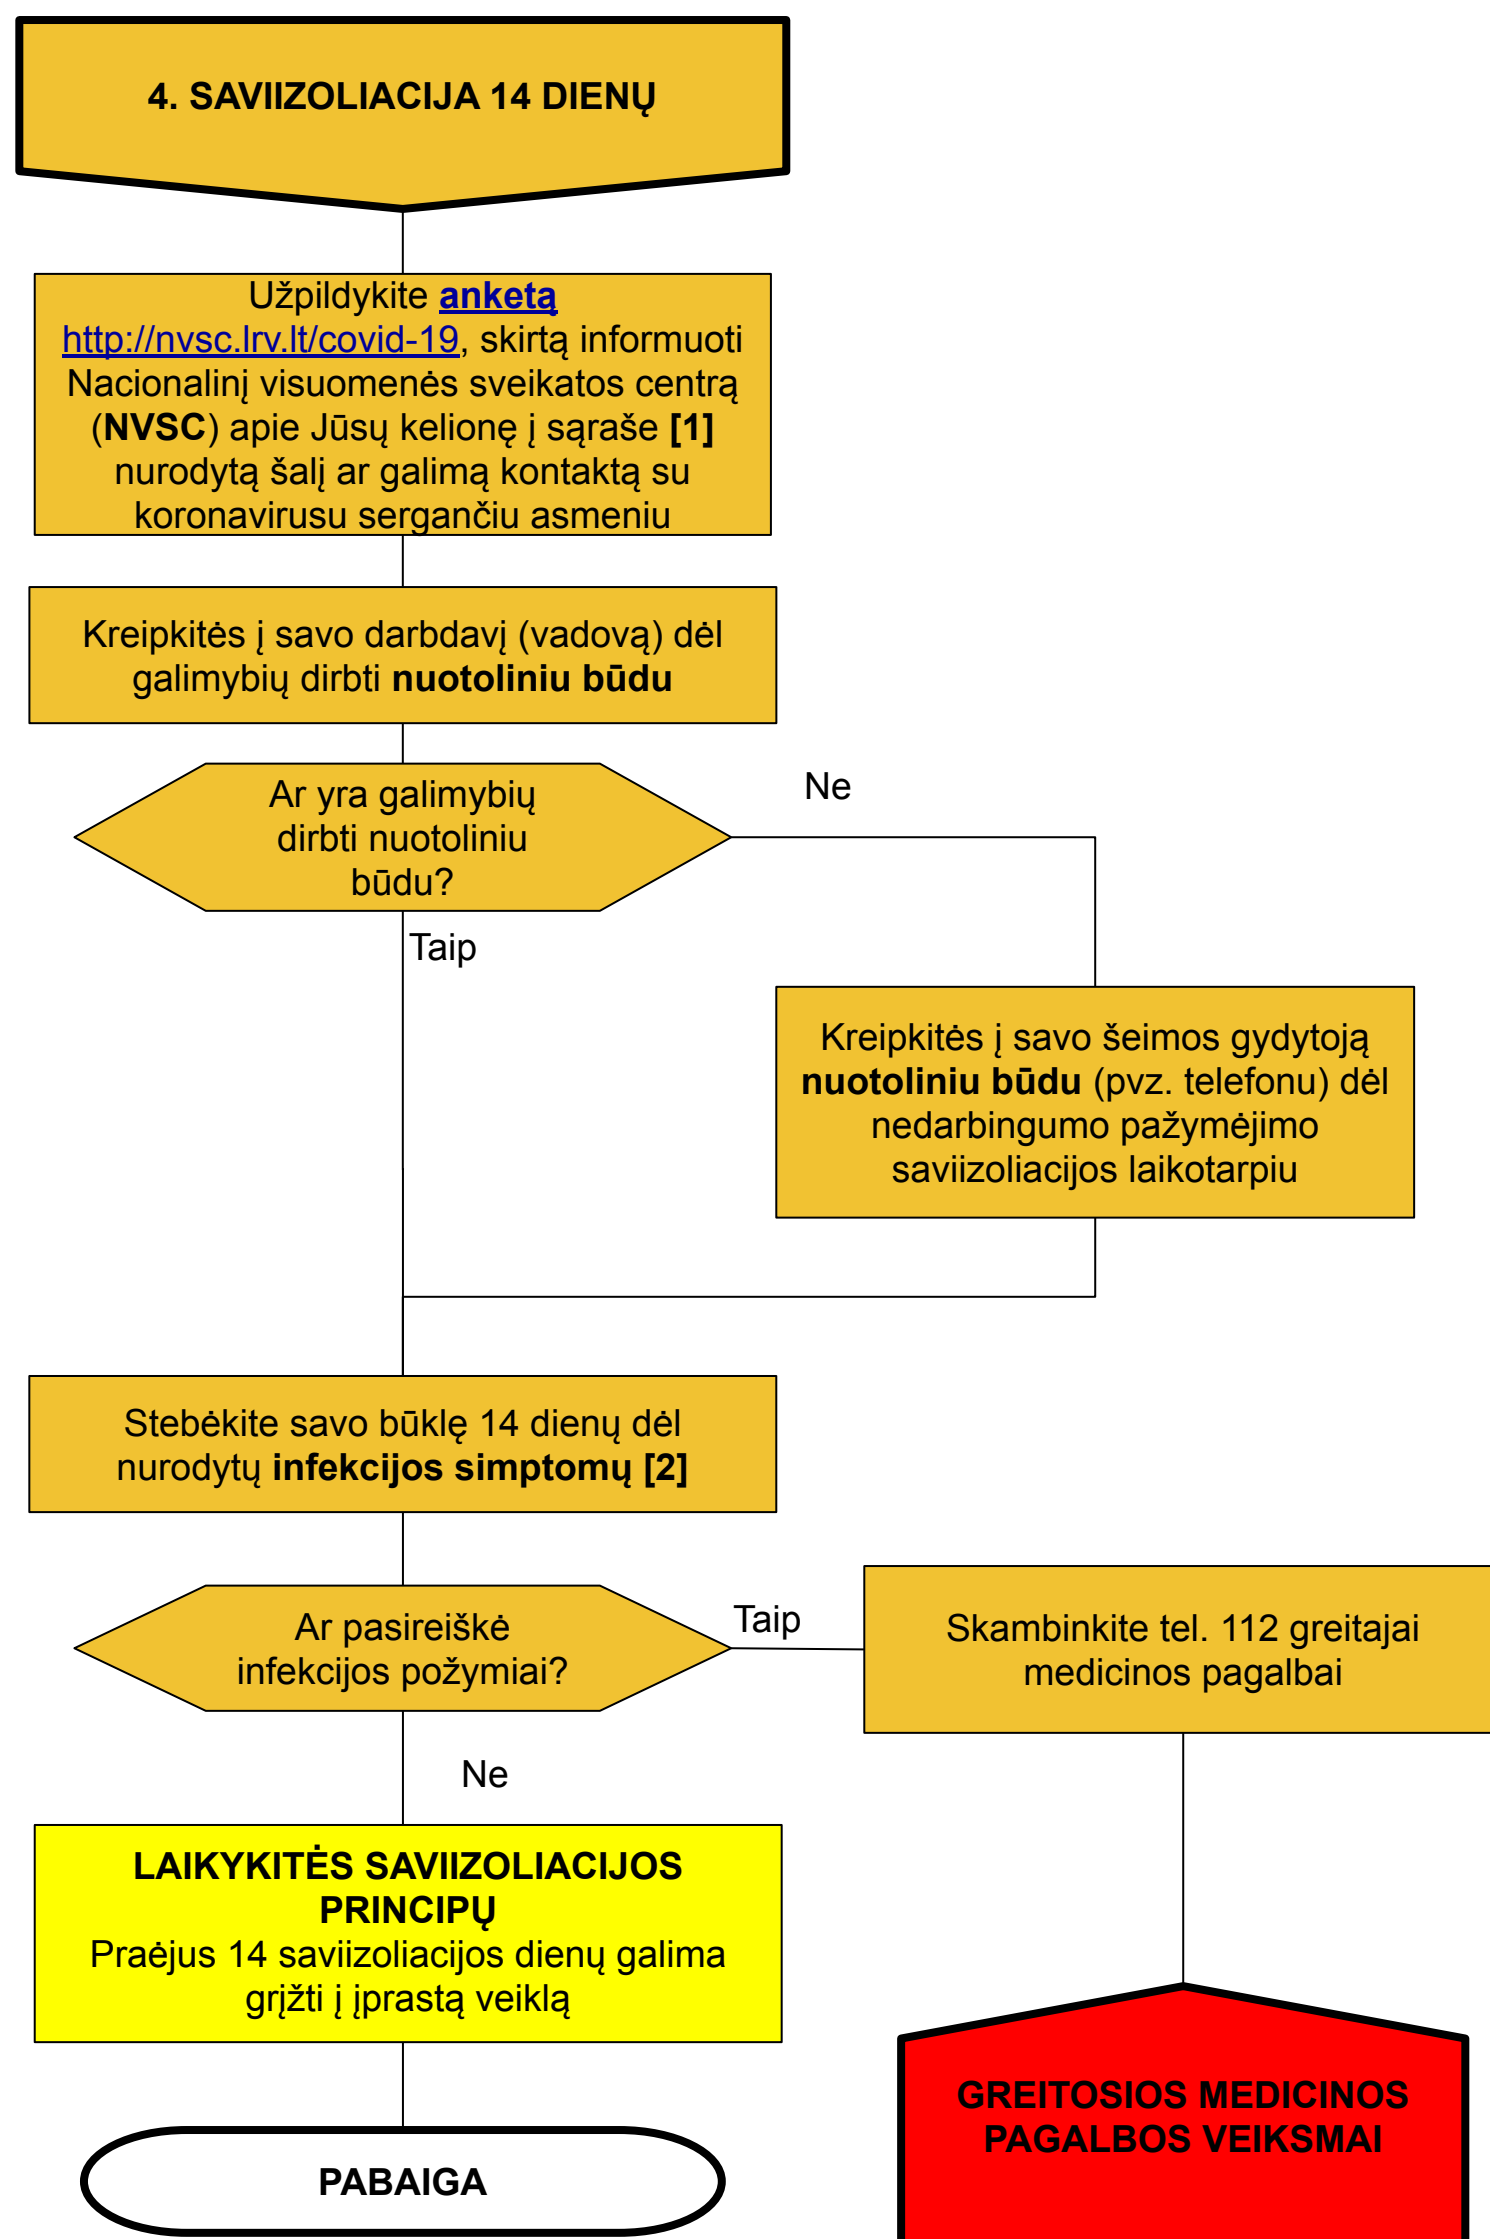 4. SAVIIZOLIACIJA 14 DIENŲ
Užpildykite anketą
http://nvsc.lrv.lt/covid-19, skirtą informuoti
Nacionalinį visuomenės sveikatos centrą
(NVSC) apie Jūsų kelionę į sąraše [1]
nurodytą šalį ar galimą kontaktą su
koronavirusu sergančiu asmeniu
Kreipkitės į savo darbdavį (vadovą) dėl
galimybių dirbti nuotoliniu būdu
Ar yra galimybių
dirbti nuotoliniu
būdu?
Ne
Taip
Kreipkitės į savo šeimos gydytoją
nuotoliniu būdu (pvz. telefonu) dėl
nedarbingumo pažymėjimo
saviizoliacijos laikotarpiu
Stebėkite savo būklę 14 dienų dėl
nurodytų infekcijos simptomų [2]
Ar pasireiškė
infekcijos požymiai?
Taip
Skambinkite tel. 112 greitajai
medicinos pagalbai
Ne
LAIKYKITĖS SAVIIZOLIACIJOS
PRINCIPŲ
Praėjus 14 saviizoliacijos dienų galima
grįžti į įprastą veiklą
GREITOSIOS MEDICINOS
PAGALBOS VEIKSMAI
PABAIGA